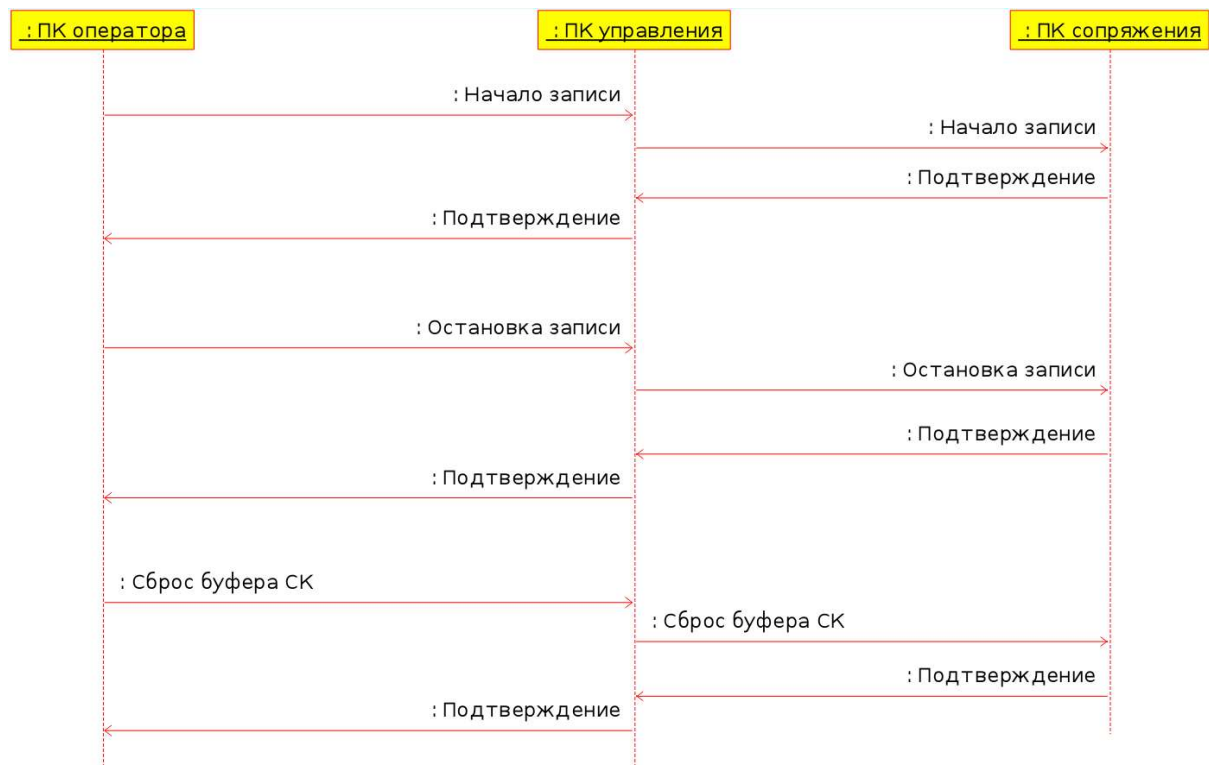 : ПК оператора
: ПК управления
: ПК сопряжения
: Начало записи
: Начало записи
: Подтверждение
: Подтверждение
: Остановка записи
: Остановка записи
: Подтверждение
: Подтверждение
: Сброс буфера СК
: Сброс буфера СК
: Подтверждение
: Подтверждение